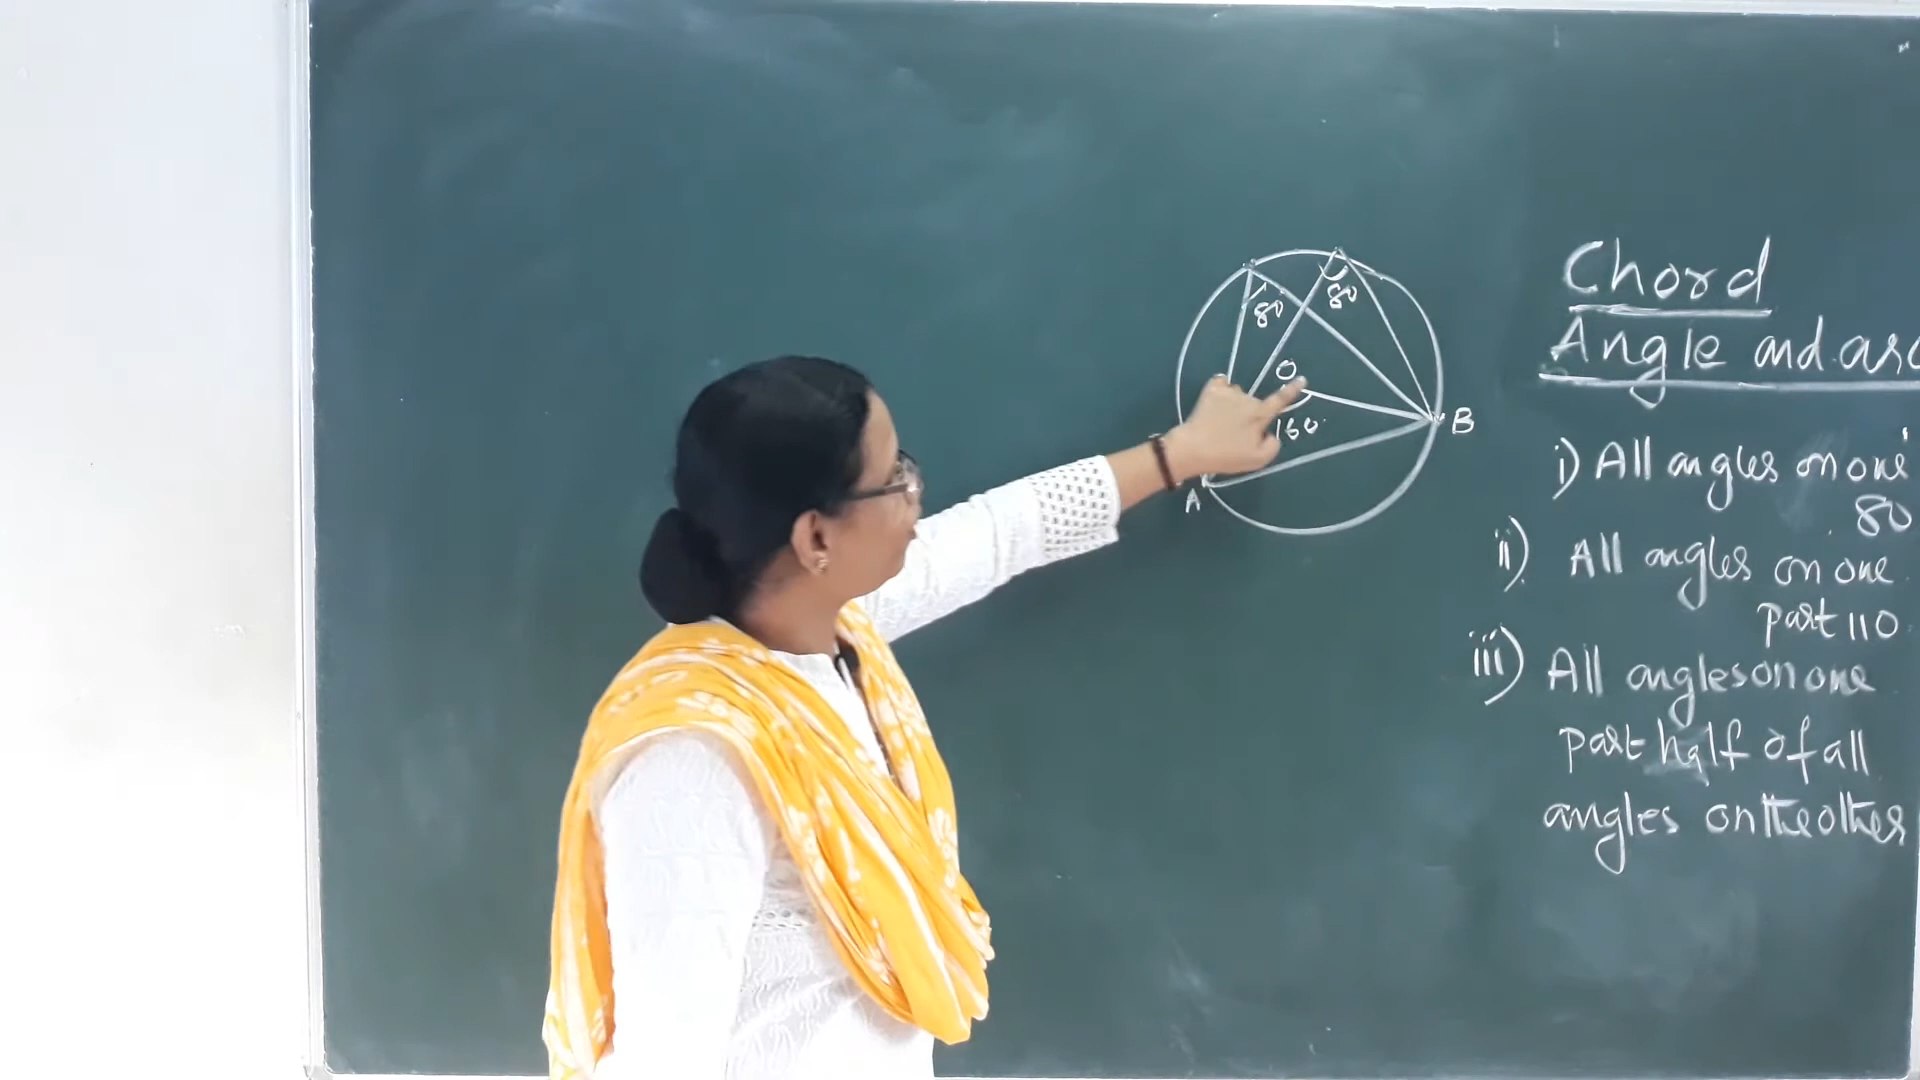 80
80
O
160
B
A
Chord
Angle and arc
i) All angles on one
80
ii) All angles on one
part 110
iii) All angles on one
part half of all
angles on the other